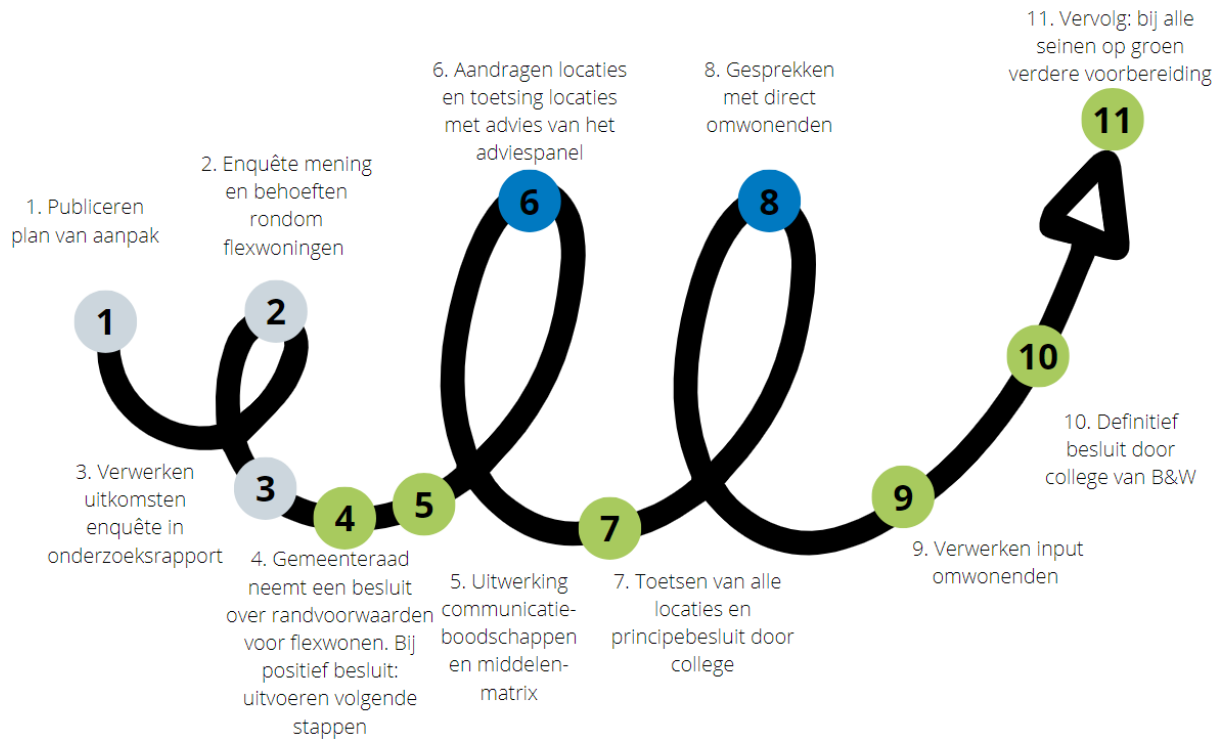 1. Publiceren
plan van aanpak
1
2. Enquête mening
en behoeften
rondom
flexwoningen
2
3. Verwerken
uitkomsten
enquête in
onderzoeksrapport
3
4
4. Gemeenteraad
neemt een besluit
over randvoorwaarden
voor flexwonen. Bij
positief besluit:
uitvoeren volgende
stappen
5
5. Uitwerking
communicatie-
boodschappen
en middelen-
matrix
6. Aandragen locaties
en toetsing locaties
met advies van het
adviespanel
6
7
7. Toetsen van alle
locaties en
principebesluit door
college
8. Gesprekken
met direct
omwonenden
8
9
9. Verwerken input
omwonenden
10
10. Definitief
besluit door
college van B&W
11. Vervolg: bij alle
seinen op groen
verdere voorbereiding
11